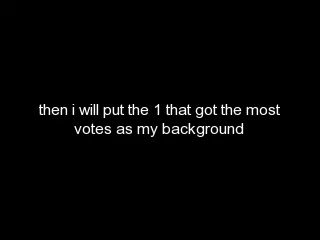 then i will put the 1 that got the most
votes as my background